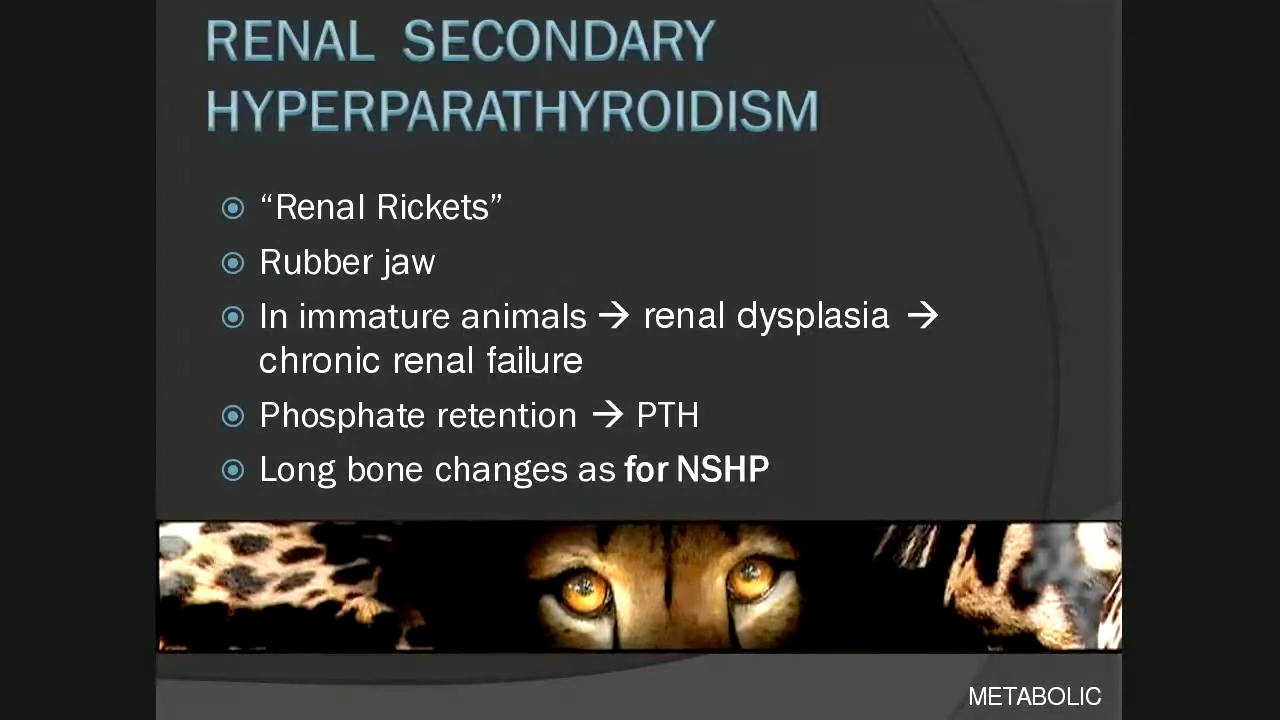 RENAL SECONDARY
HYPERPARATHYROIDISM
“Renal Rickets”
Rubber jaw
In immature animals → renal dysplasia →
chronic renal failure
Phosphate retention → PTH
Long bone changes as for NSHP
METABOLIC